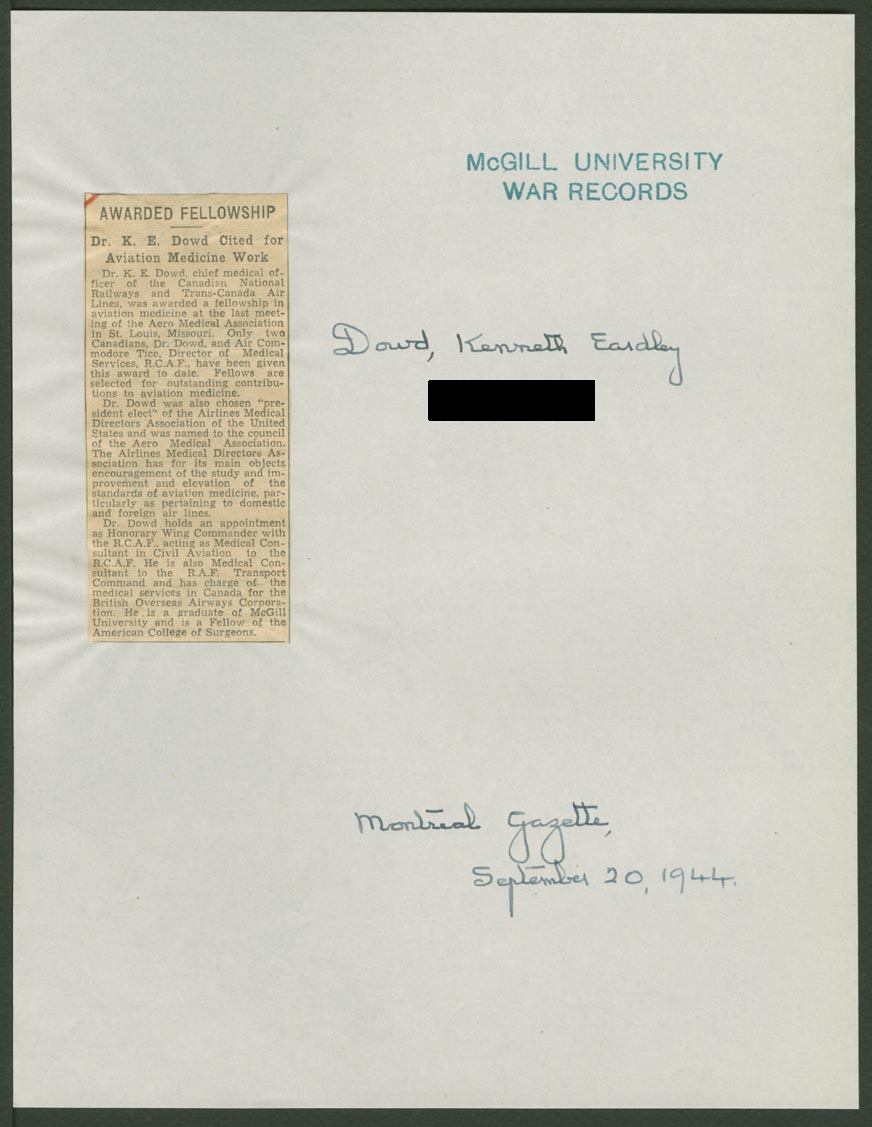 McGILL UNIVERSITY
WAR RECORDS
AWARDED FELLOWSHIP
Dr. K. E. Dowd Cited for
Aviation Medicine Work
Dr. K. E. Dowd, chief medical of-
ficer of the Canadian National
Railways and Trans-Canada Air
Lines, was awarded a fellowship in
aviation medicine at the last meet-
ing of the Aero Medical Association
in St. Louis, Missouri. Only two
Canadians, Dr. Dowd, and Air Com-
modore Tice, Director of Medical
Services, R.C.A.F., have been given
this award to date. Fellows are
selected for outstanding contribu-
tions to aviation medicine.
Dr. Dowd was also chosen "pre-
sident elect" of the Airlines Medical
Directors Association of the United
States and was named to the council
of the Aero Medical Association.
The Airlines Medical Directors As-
sociation has for its main objects
encouragement of the study and im-
provement and elevation of the
standards of aviation medicine, par-
ticularly as pertaining to domestic
and foreign air lines.
Dr. Dowd holds an appointment
as Honorary Wing Commander with
the R.C.A.F., acting as Medical Con-
sultant in Civil Aviation to the
R.C.A.F. He is also Medical Con-
sultant to the R.A.F. Transport
Command and has charge of the
medical services in Canada for the
British Overseas Airways Corpora-
tion. He is a graduate of McGill
University and is a Fellow of the
American College of Surgeons.
Dowd, Kenneth Eardley
Montreal Gazette,
September 20, 1944.